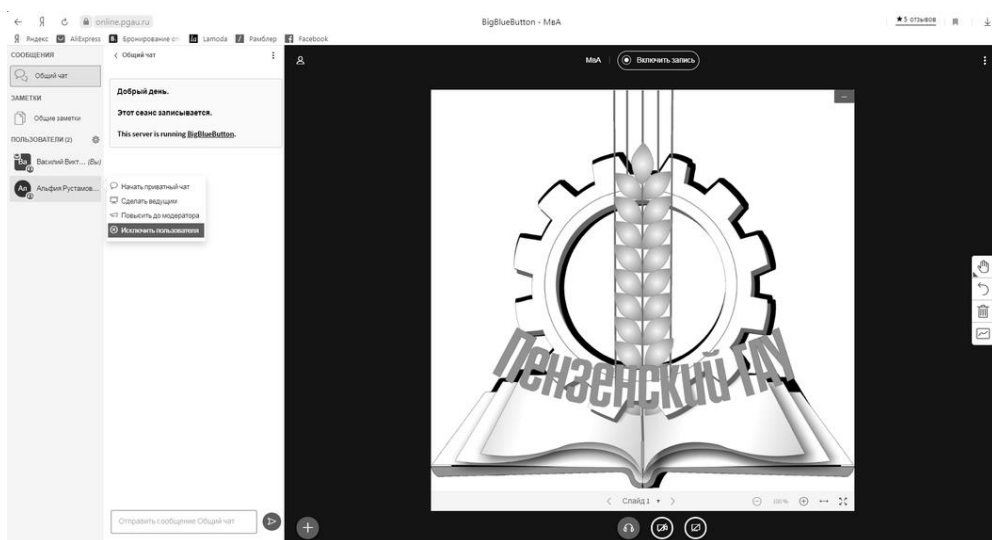 Я
online.pgau.ru
BigBlueButton - МвА
★ 5 отзывов
Яндекс AliExpress Бронирование Lamoda Рамблер Facebook
СООБЩЕНИЯ
Общий чат
ЗАМЕТКИ
Общие заметки
ПОЛЬЗОВАТЕЛИ (2)
Ва
Василий Викт... (Вы)
Ал
Альфия Рустамов...
Общий чат
Добрый день.
Этот сеанс записывается.
This server is running BigBlueButton.
Начать приватный чат
Сделать ведущим
Повысить до модератора
Исключить пользователя
Отправить сообщение Общий чат
МвА
Включить запись
Пензенский ГАУ
Слайд 1
100%